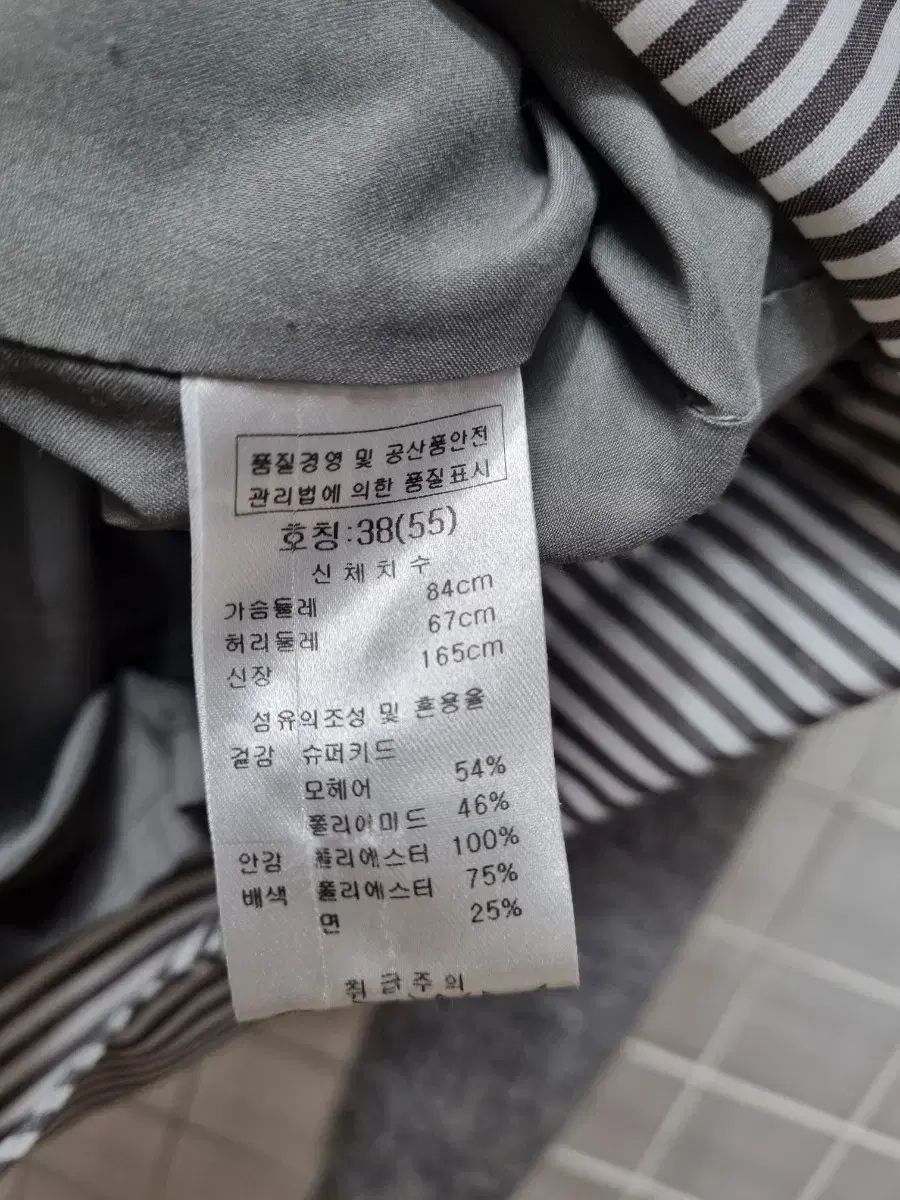 품질경영 및 공산품안전
관리법에 의한 품질표시
호칭:38(55)
신체치수
가슴둘레 84cm
허리둘레 67cm
신장 165cm
섬유의조성 및 혼용율
겉감 슈퍼키드
모헤어 54%
폴리아미드 46%
안감 폴리에스터 100%
배색 폴리에스터 75%
면 25%
취급주의